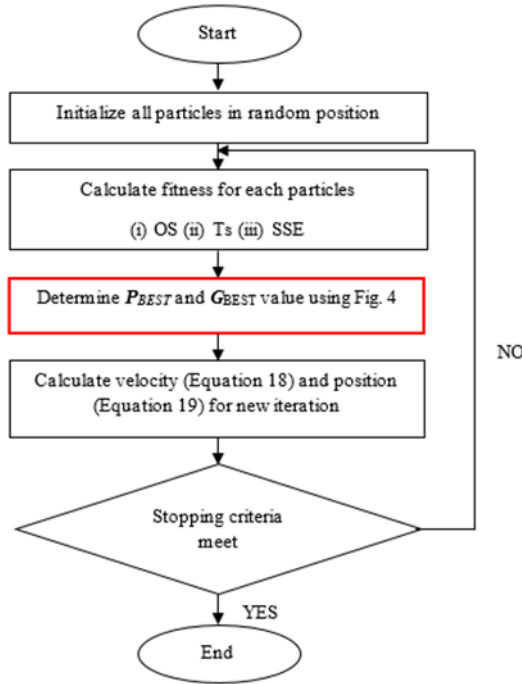 Start
Initialize all particles in random position
Calculate fitness for each particles
(i) OS (ii) Ts (iii) SSE
Determine PBEST and GBEST value using Fig. 4
Calculate velocity (Equation 18) and position
(Equation 19) for new iteration
NO
Stopping criteria
meet
YES
End